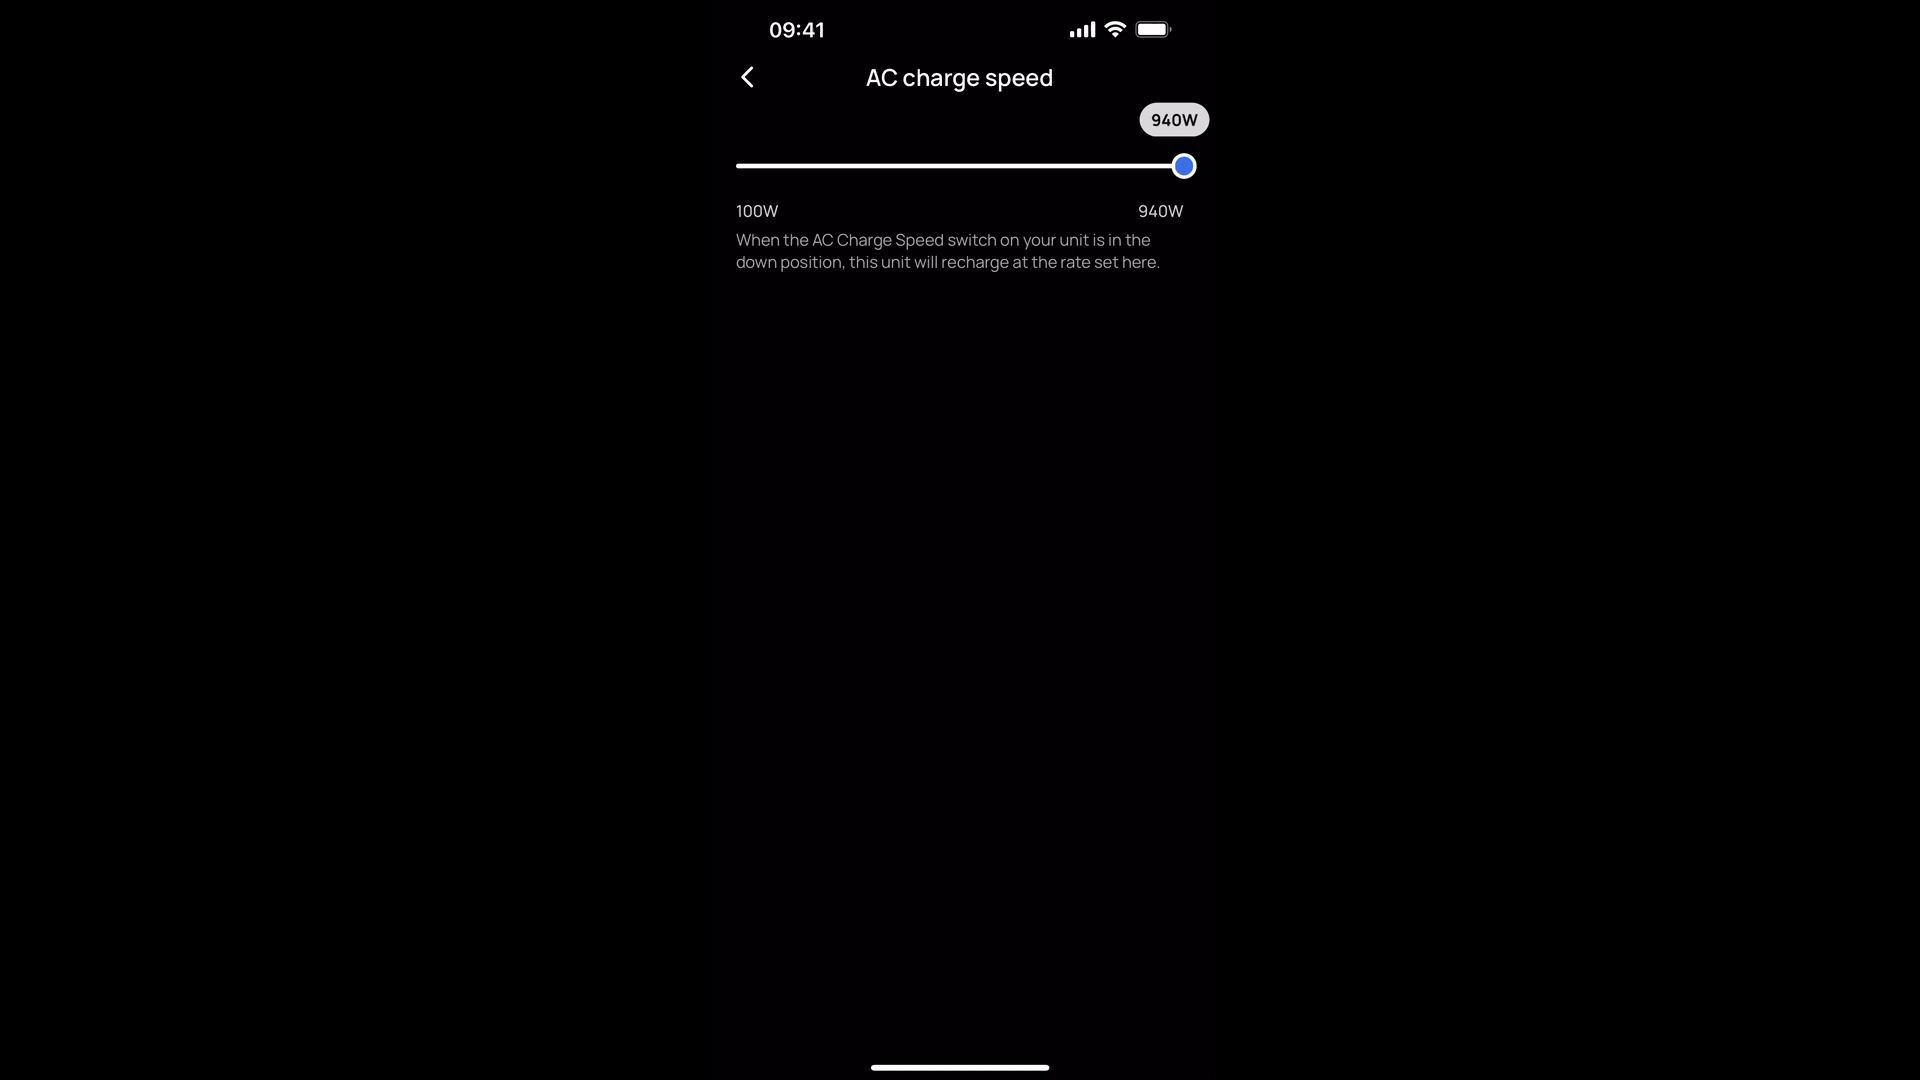 09:41
AC charge speed
940W
100W 940W
When the AC Charge Speed switch on your unit is in the
down position, this unit will recharge at the rate set here.